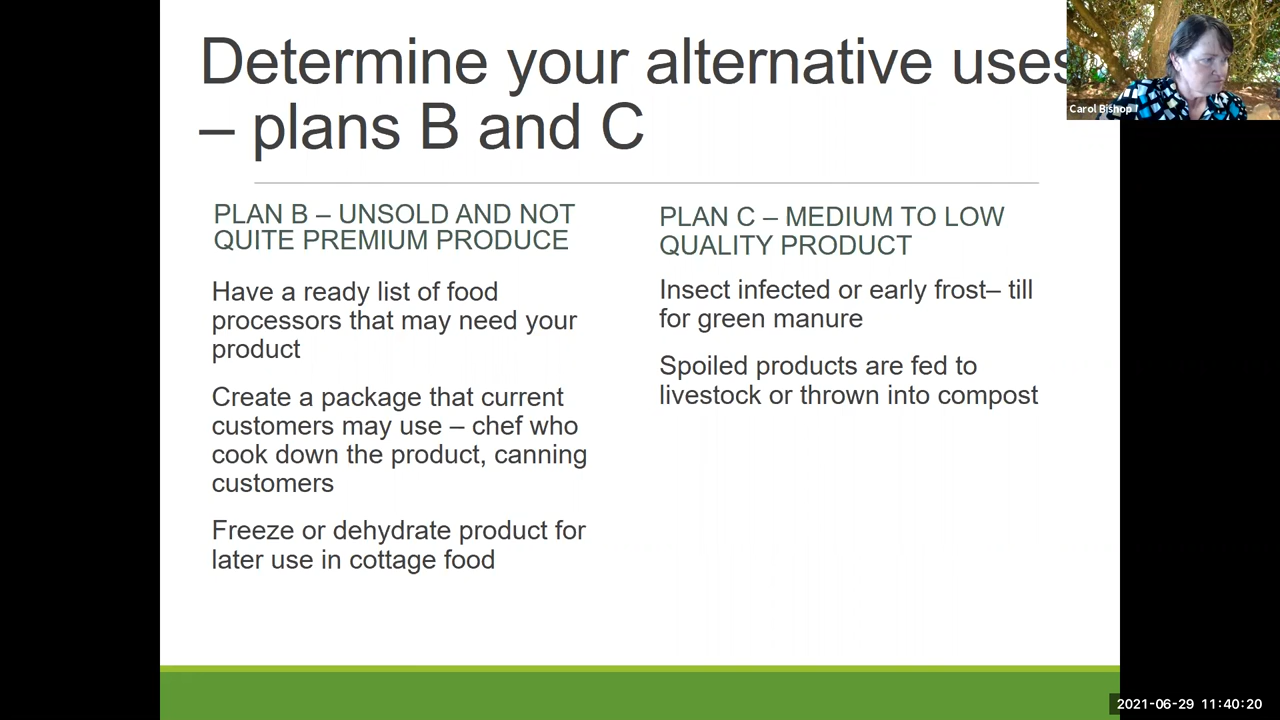 Determine your alternative uses
– plans B and C
Carol Bishop
PLAN B – UNSOLD AND NOT
QUITE PREMIUM PRODUCE
Have a ready list of food
processors that may need your
product
Create a package that current
customers may use – chef who
cook down the product, canning
customers
Freeze or dehydrate product for
later use in cottage food
PLAN C – MEDIUM TO LOW
QUALITY PRODUCT
Insect infected or early frost– till
for green manure
Spoiled products are fed to
livestock or thrown into compost
2021-06-29 11:40:20